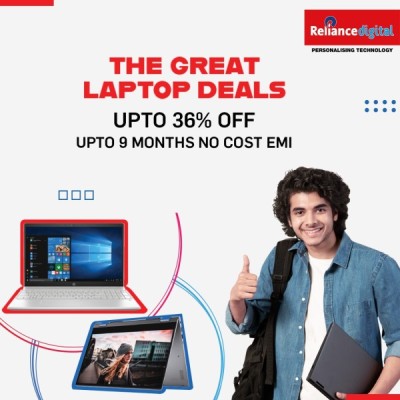 Reliance digital
PERSONALISING TECHNOLOGY
THE GREAT
LAPTOP DEALS
UPTO 36% OFF
UPTO 9 MONTHS NO COST EMI